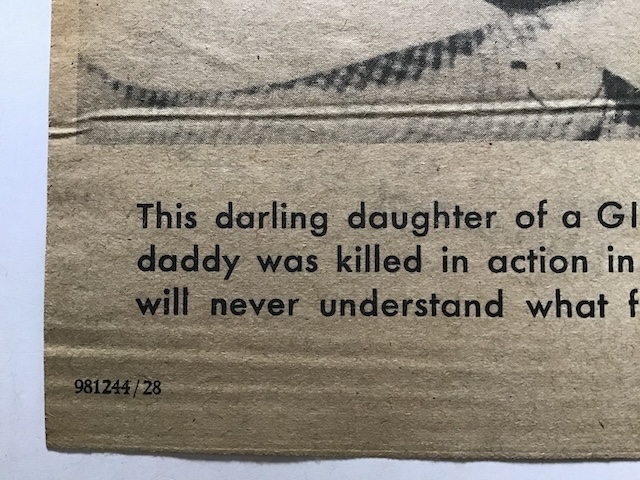 This darling daughter of a GI
daddy was killed in action in
will never understand what f
981244/28